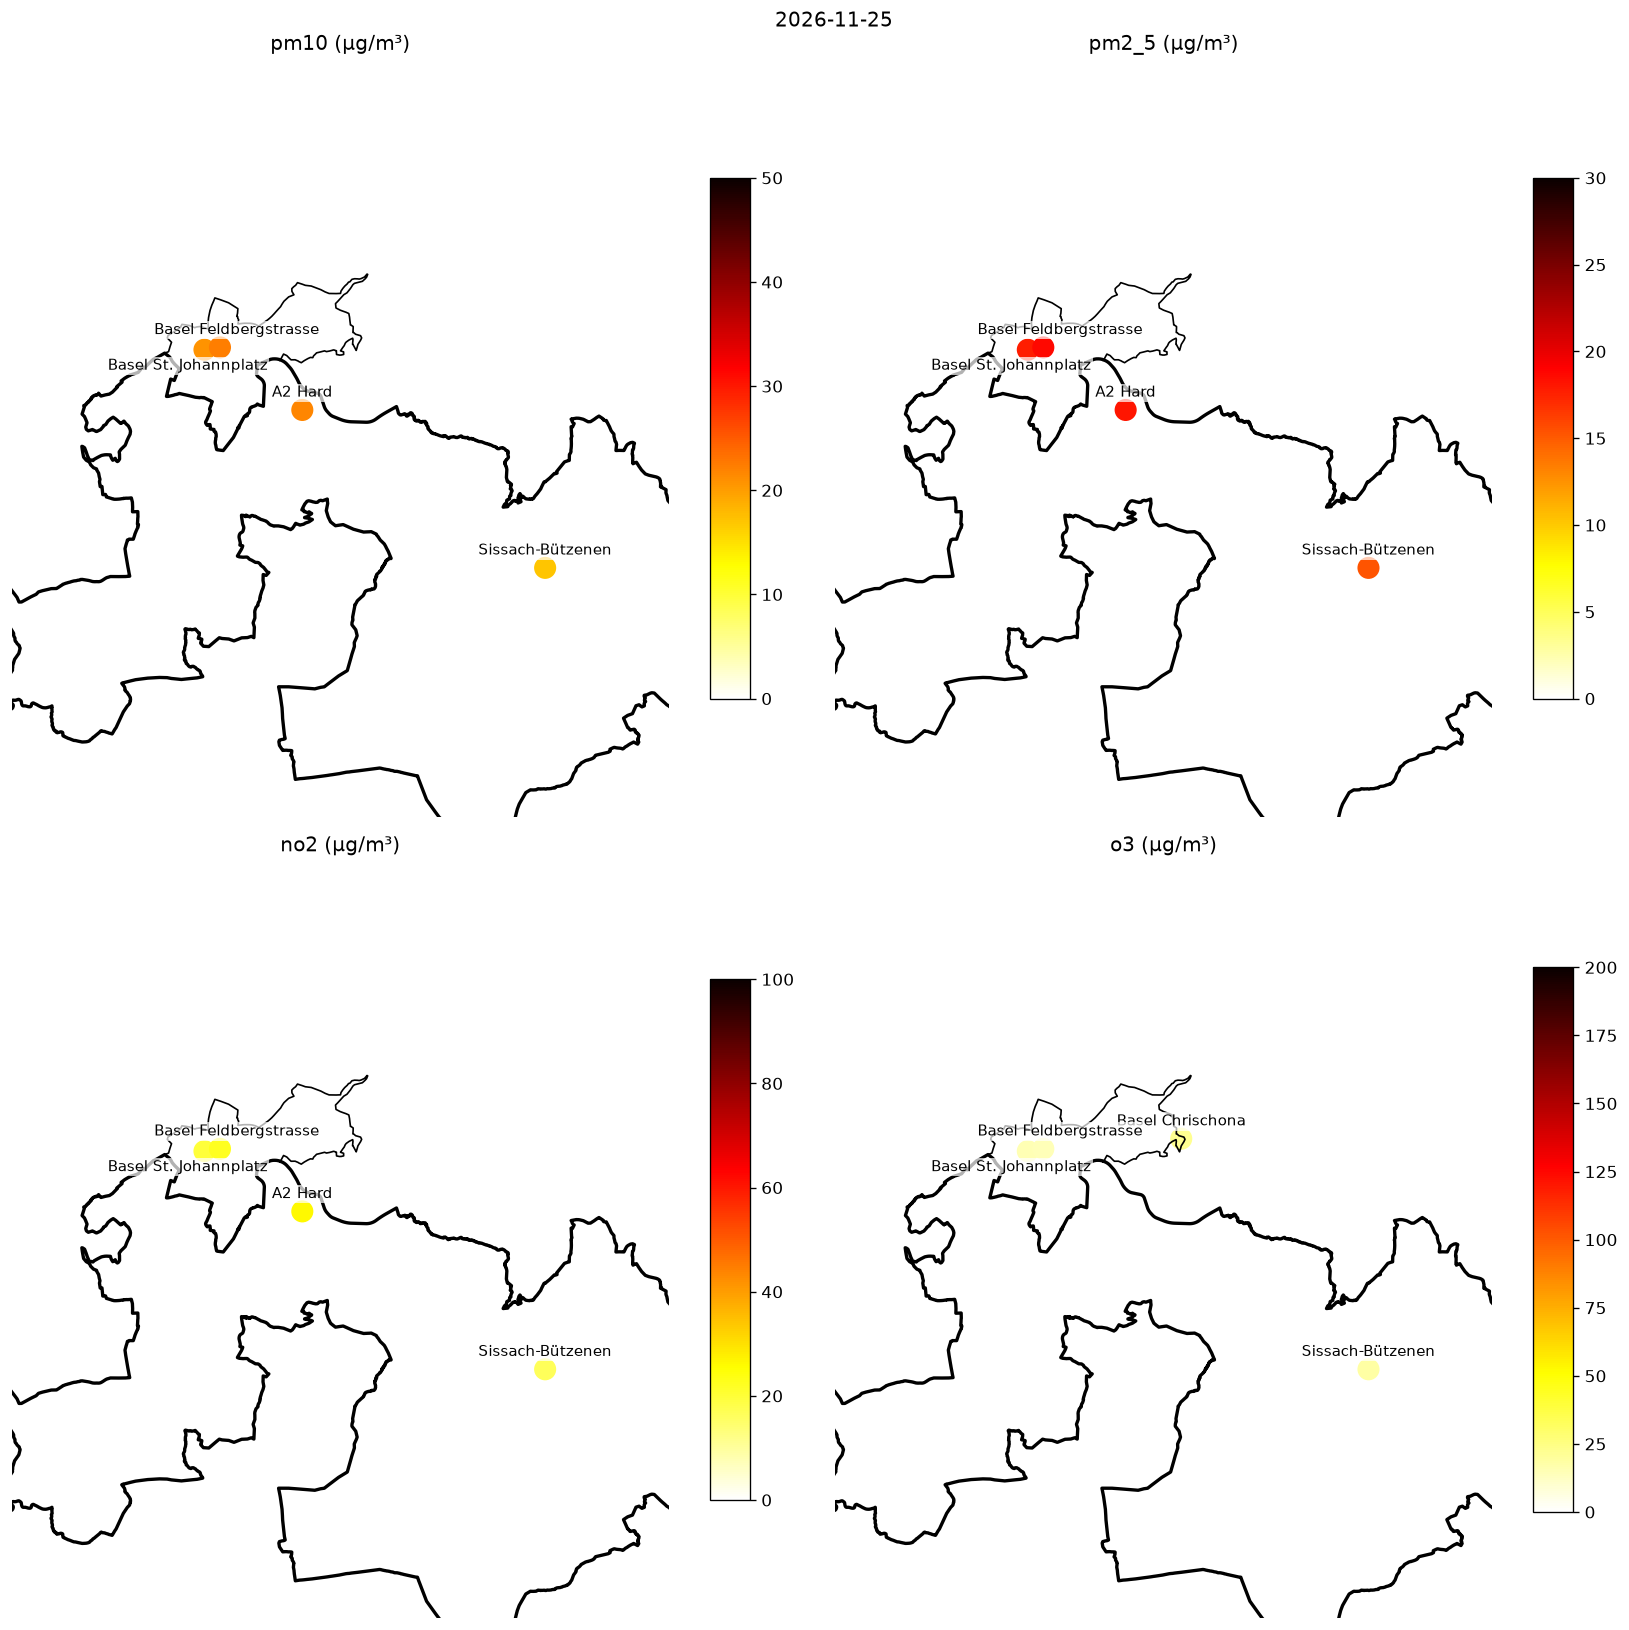 2026-11-25
pm10 (µg/m³)
pm2_5 (µg/m³)
50
40
30
20
10
0
Basel Feldbergstrasse
Basel St. Johannplatz
A2 Hard
Sissach-Bützenen
30
25
20
15
10
5
0
Basel Feldbergstrasse
Basel St. Johannplatz
A2 Hard
Sissach-Bützenen
no2 (µg/m³)
o3 (µg/m³)
100
80
60
40
20
0
Basel Feldbergstrasse
Basel St. Johannplatz
A2 Hard
Sissach-Bützenen
200
175
150
125
100
75
50
25
0
Basel Chrischona
Basel Feldbergstrasse
Basel St. Johannplatz
Sissach-Bützenen